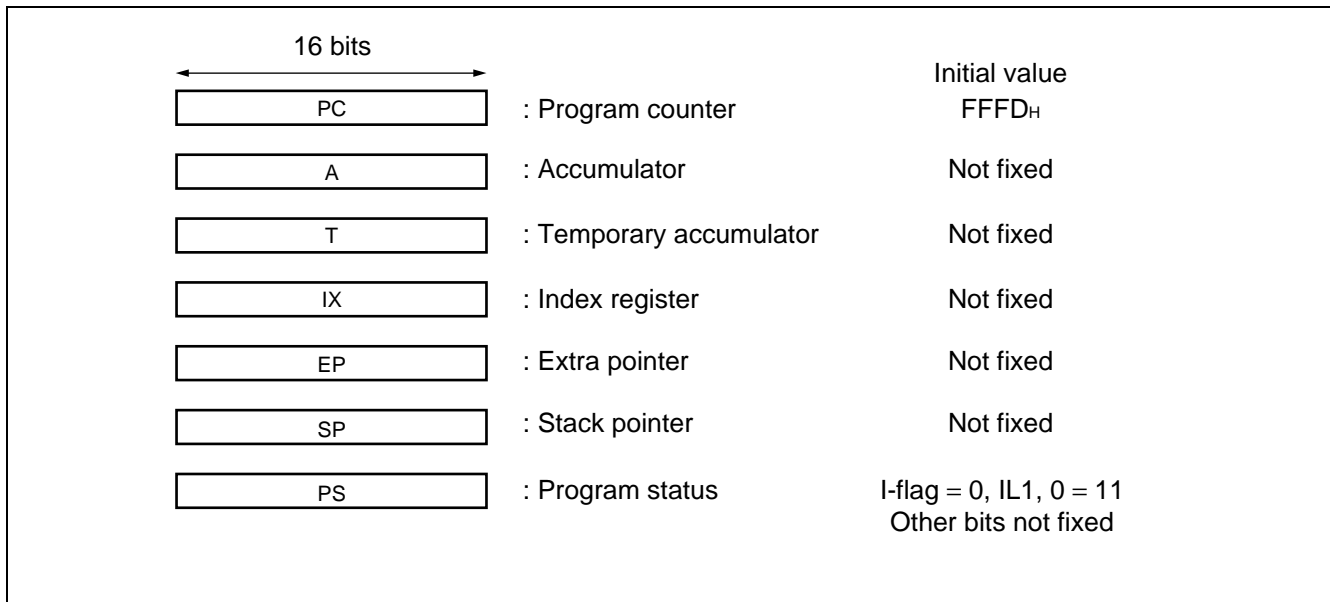 16 bits
Initial value
PC : Program counter FFFDH
A : Accumulator Not fixed
T : Temporary accumulator Not fixed
IX : Index register Not fixed
EP : Extra pointer Not fixed
SP : Stack pointer Not fixed
PS : Program status I-flag = 0, IL1, 0 = 11
Other bits not fixed